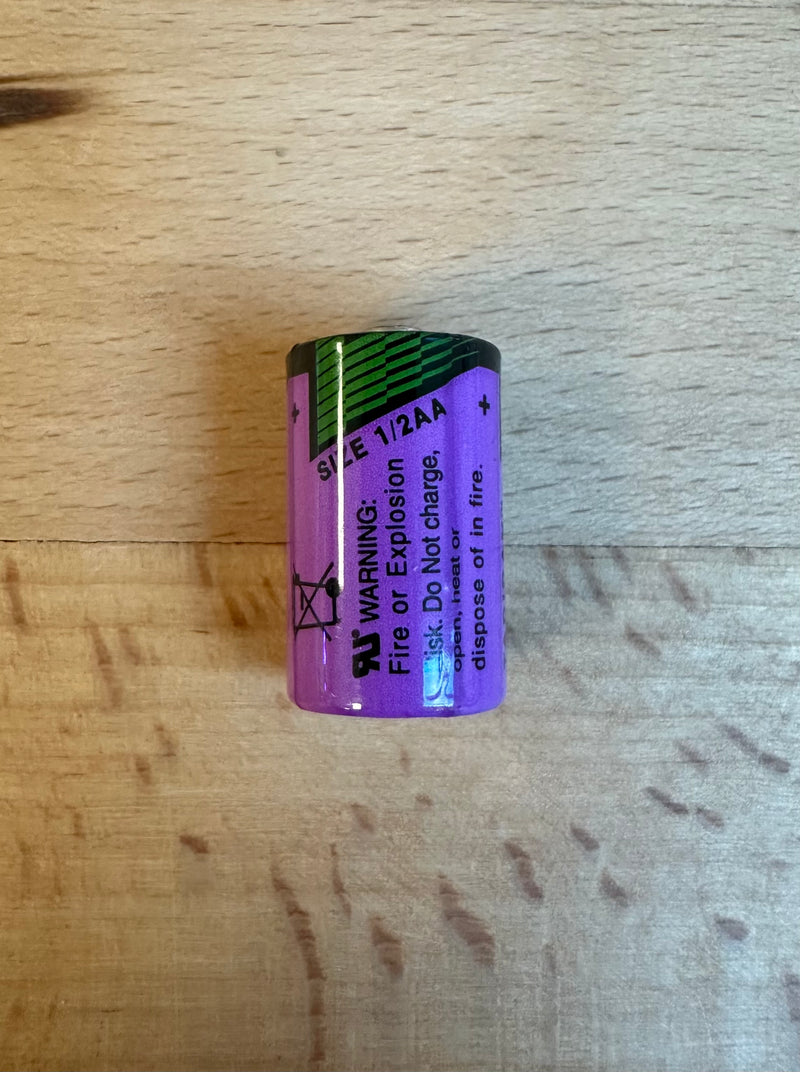 +
+
SIZE 1/2AA
WARNING:
Fire or Explosion
Risk. Do Not charge,
open, heat or
dispose of in fire.